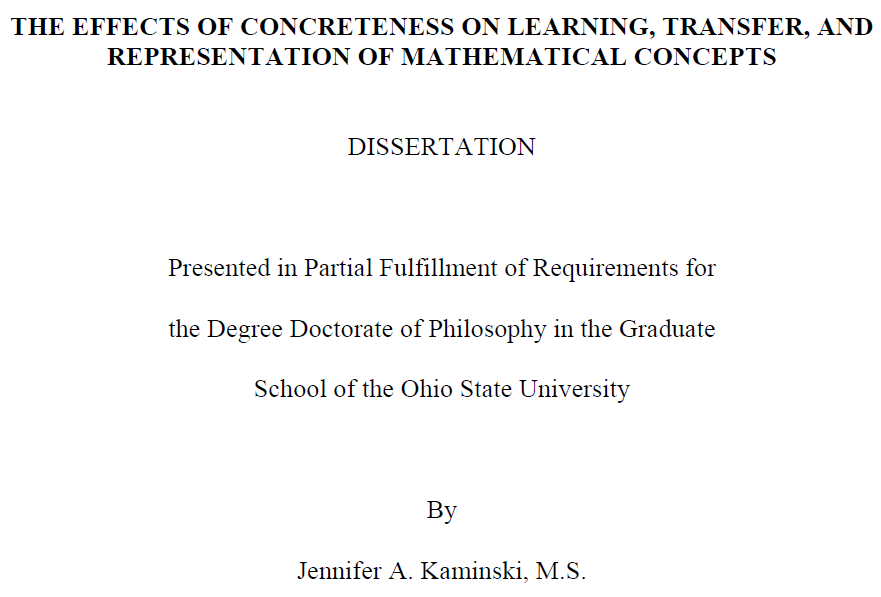 THE EFFECTS OF CONCRETENESS ON LEARNING, TRANSFER, AND
REPRESENTATION OF MATHEMATICAL CONCEPTS
DISSERTATION
Presented in Partial Fulfillment of Requirements for
the Degree Doctorate of Philosophy in the Graduate
School of the Ohio State University
By
Jennifer A. Kaminski, M.S.